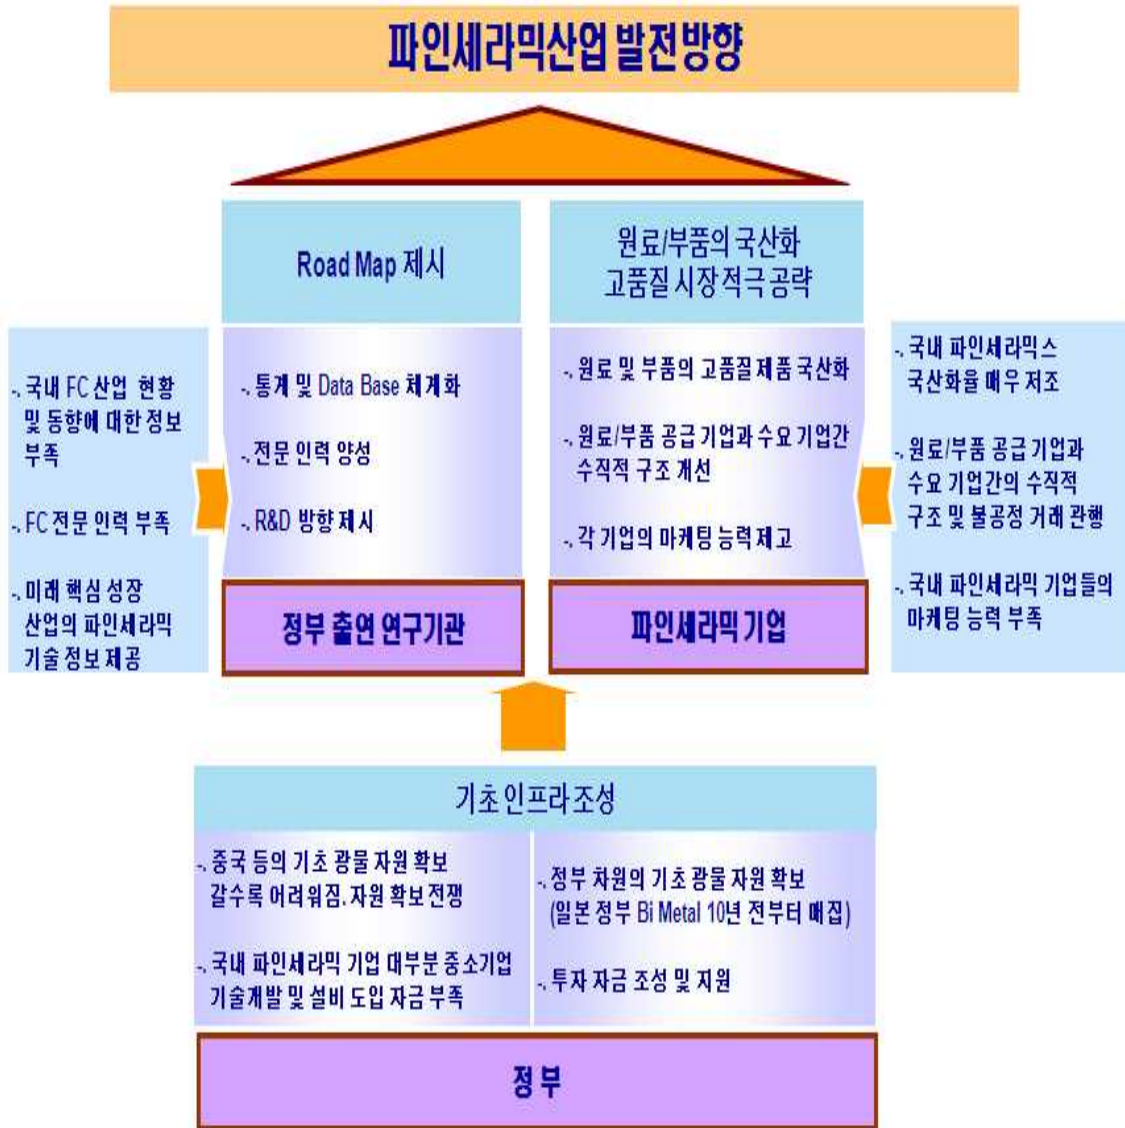 파인세라믹산업 발전방향
Road Map 제시
원료/부품의 국산화
고품질 시장 적극 공략
-. 국내 FC 산업 현황
및 동향에 대한 정보
부족
-. FC 전문 인력 부족
-. 미래 핵심 성장
산업의 파인세라믹
기술 정보 제공
-. 통계 및 Data Base 체계화
-. 전문 인력 양성
-. R&D 방향 제시
정부 출연 연구기관
-. 원료 및 부품의 고품질 제품 국산화
-. 원료/부품 공급 기업과 수요 기업간
수직적 구조 개선
-. 각 기업의 마케팅 능력 제고
파인세라믹 기업
-. 국내 파인세라믹스
국산화율 매우 저조
-. 원료/부품 공급 기업과
수요 기업간의 수직적
구조 및 불공정 거래 관행
-. 국내 파인세라믹 기업들의
마케팅 능력 부족
기초 인프라 조성
-. 중국 등의 기초 광물 자원 확보
갈수록 어려워짐. 자원 확보 전쟁
-. 국내 파인세라믹 기업 대부분 중소기업
기술개발 및 설비 도입 자금 부족
-. 정부 차원의 기초 광물 자원 확보
(일본 정부 Bi Metal 10년 전부터 매집)
-. 투자 자금 조성 및 지원
정 부